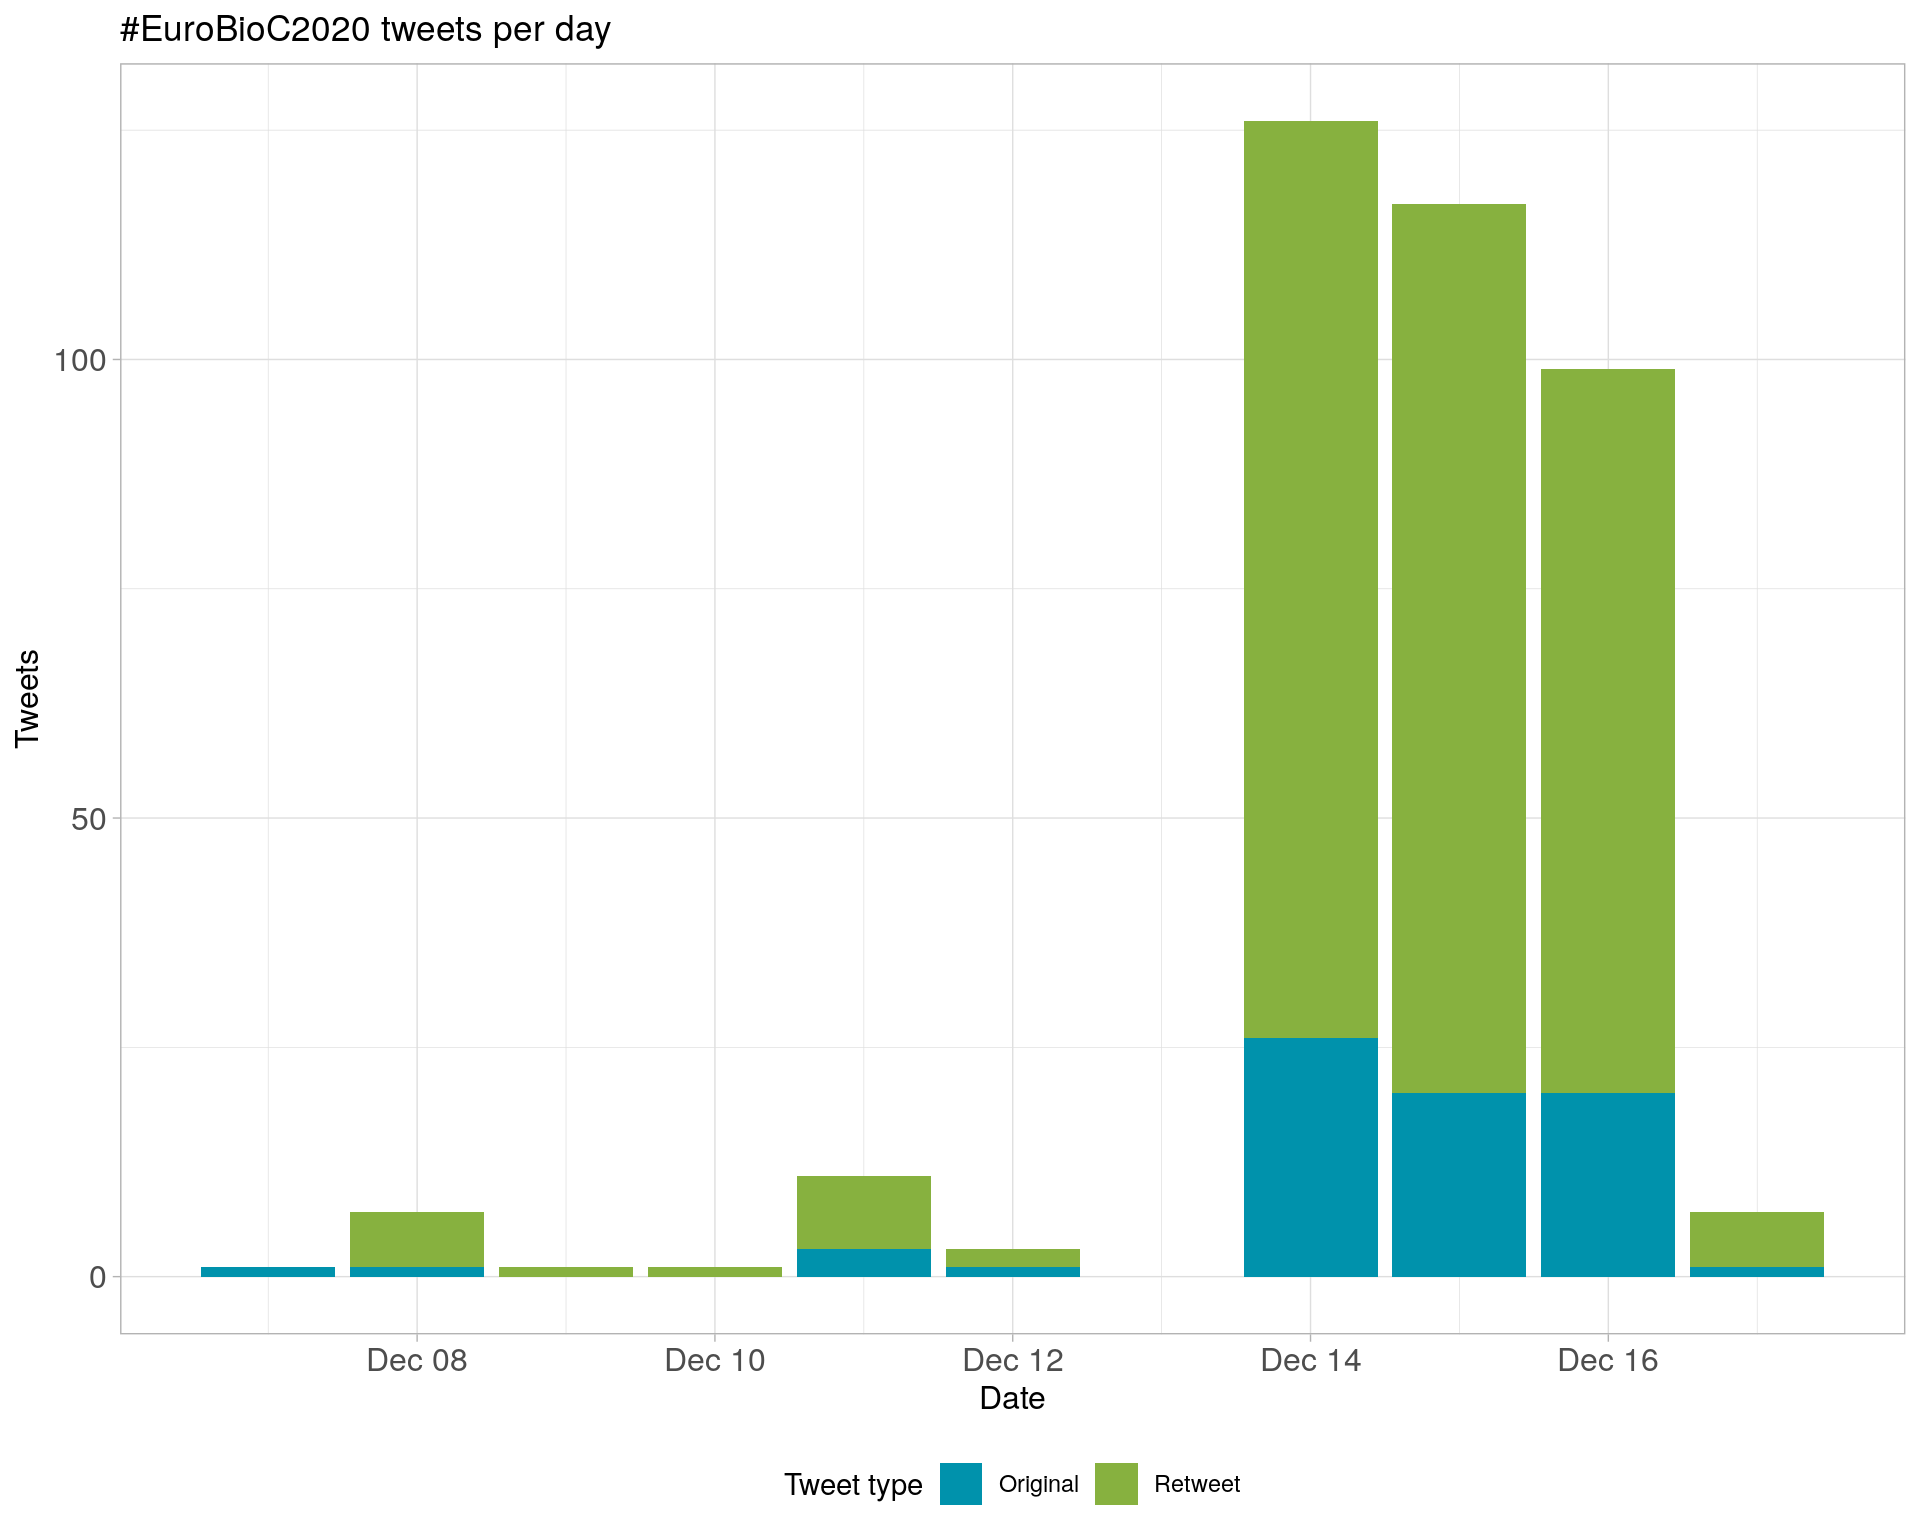 #EuroBioC2020 tweets per day
Tweets
100
50
0
Dec 08 Dec 10 Dec 12 Dec 14 Dec 16
Date
Tweet type Original Retweet